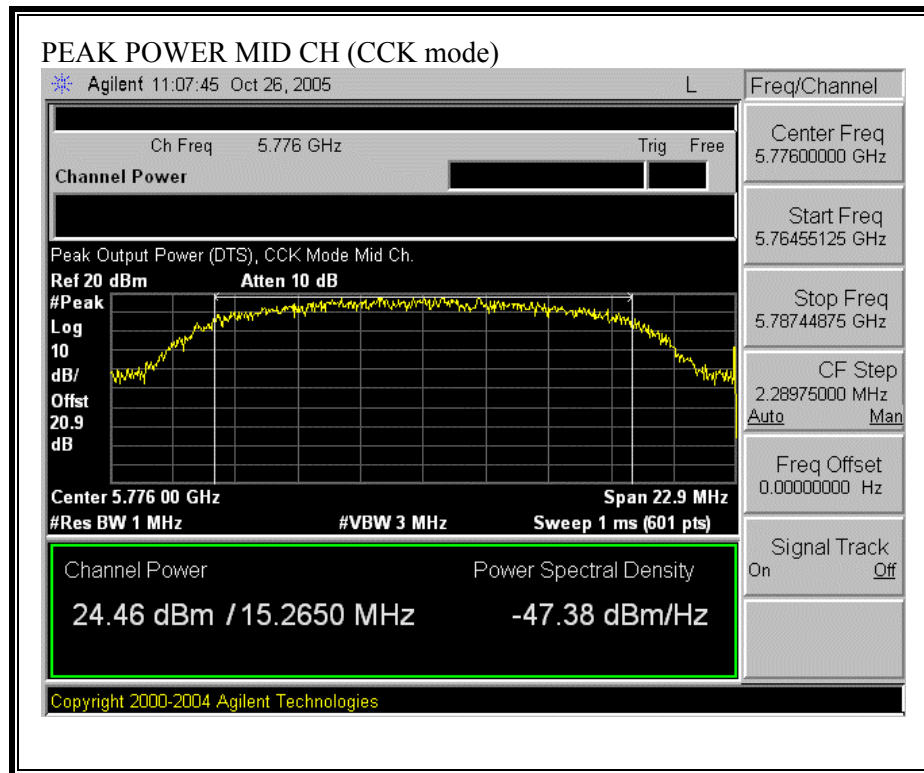 PEAK POWER MID CH (CCK mode)
Agilent 11:07:45 Oct 26, 2005 L
Freq/Channel
Ch Freq 5.776 GHz Trig Free
Channel Power
Center Freq
5.77600000 GHz
Start Freq
5.76455125 GHz
Stop Freq
5.78744875 GHz
CF Step
2.28975000 MHz
Auto Man
Freq Offset
0.00000000 Hz
Signal Track
On Off
Peak Output Power (DTS), CCK Mode Mid Ch.
Ref 20 dBm Atten 10 dB
#Peak
Log
10
dB/
Offst
20.9
dB
Center 5.776 00 GHz Span 22.9 MHz
#Res BW 1 MHz #VBW 3 MHz Sweep 1 ms (601 pts)
Channel Power Power Spectral Density
24.46 dBm / 15.2650 MHz -47.38 dBm/Hz
Copyright 2000-2004 Agilent Technologies